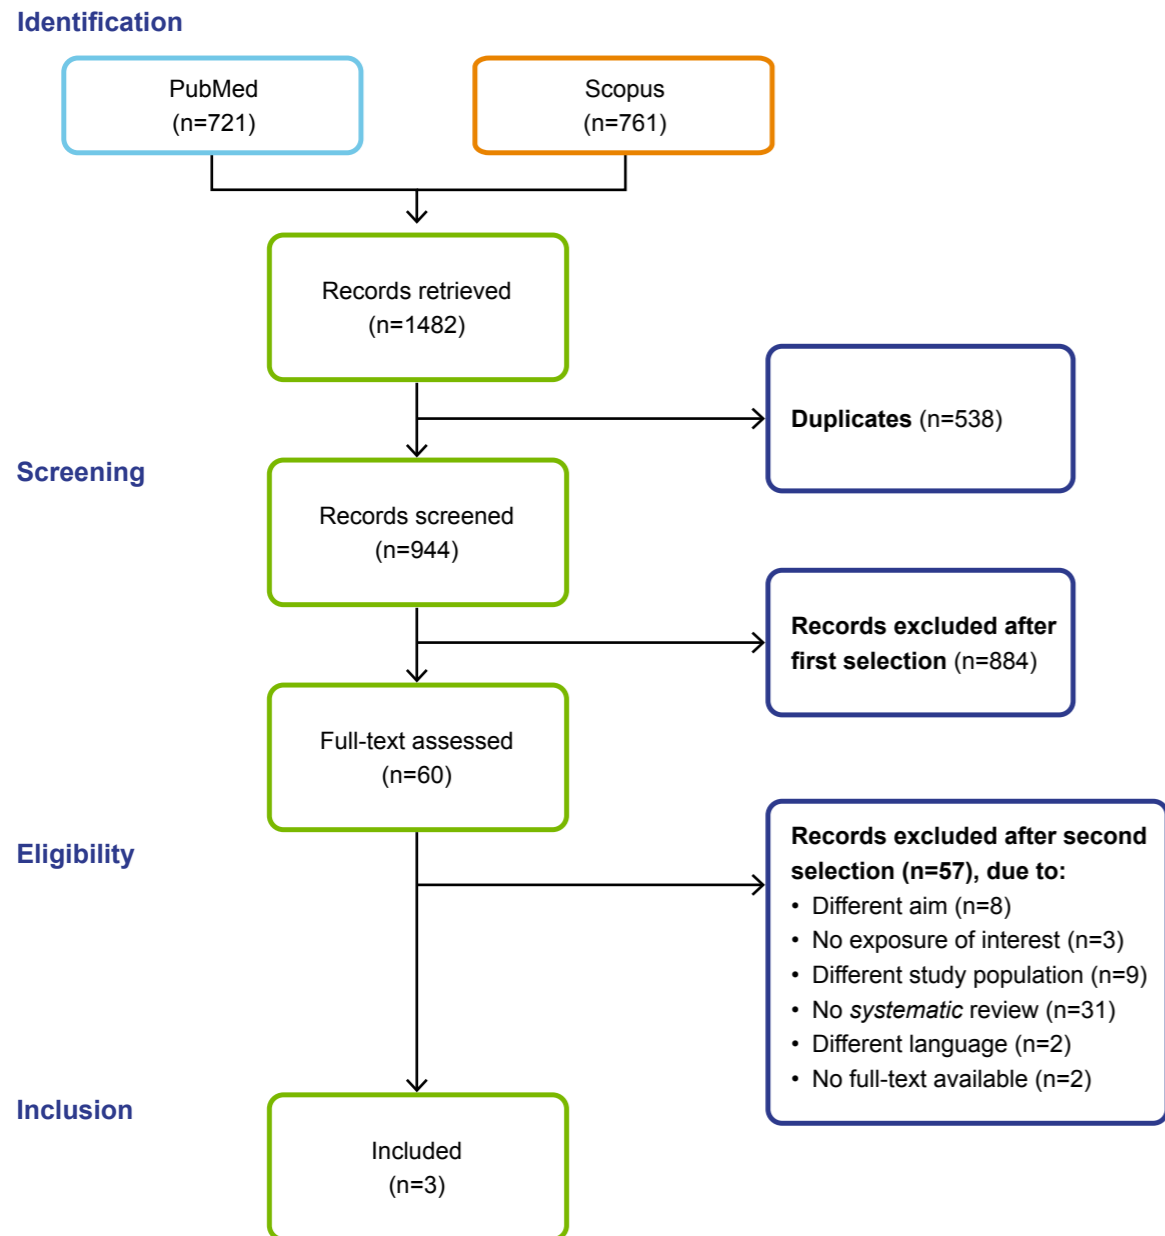 Identification
PubMed
(n=721)
Scopus
(n=761)
Records retrieved
(n=1482)
Duplicates (n=538)
Screening
Records screened
(n=944)
Records excluded after
first selection (n=884)
Full-text assessed
(n=60)
Eligibility
Records excluded after second
selection (n=57), due to:
• Different aim (n=8)
• No exposure of interest (n=3)
• Different study population (n=9)
• No systematic review (n=31)
• Different language (n=2)
• No full-text available (n=2)
Inclusion
Included
(n=3)